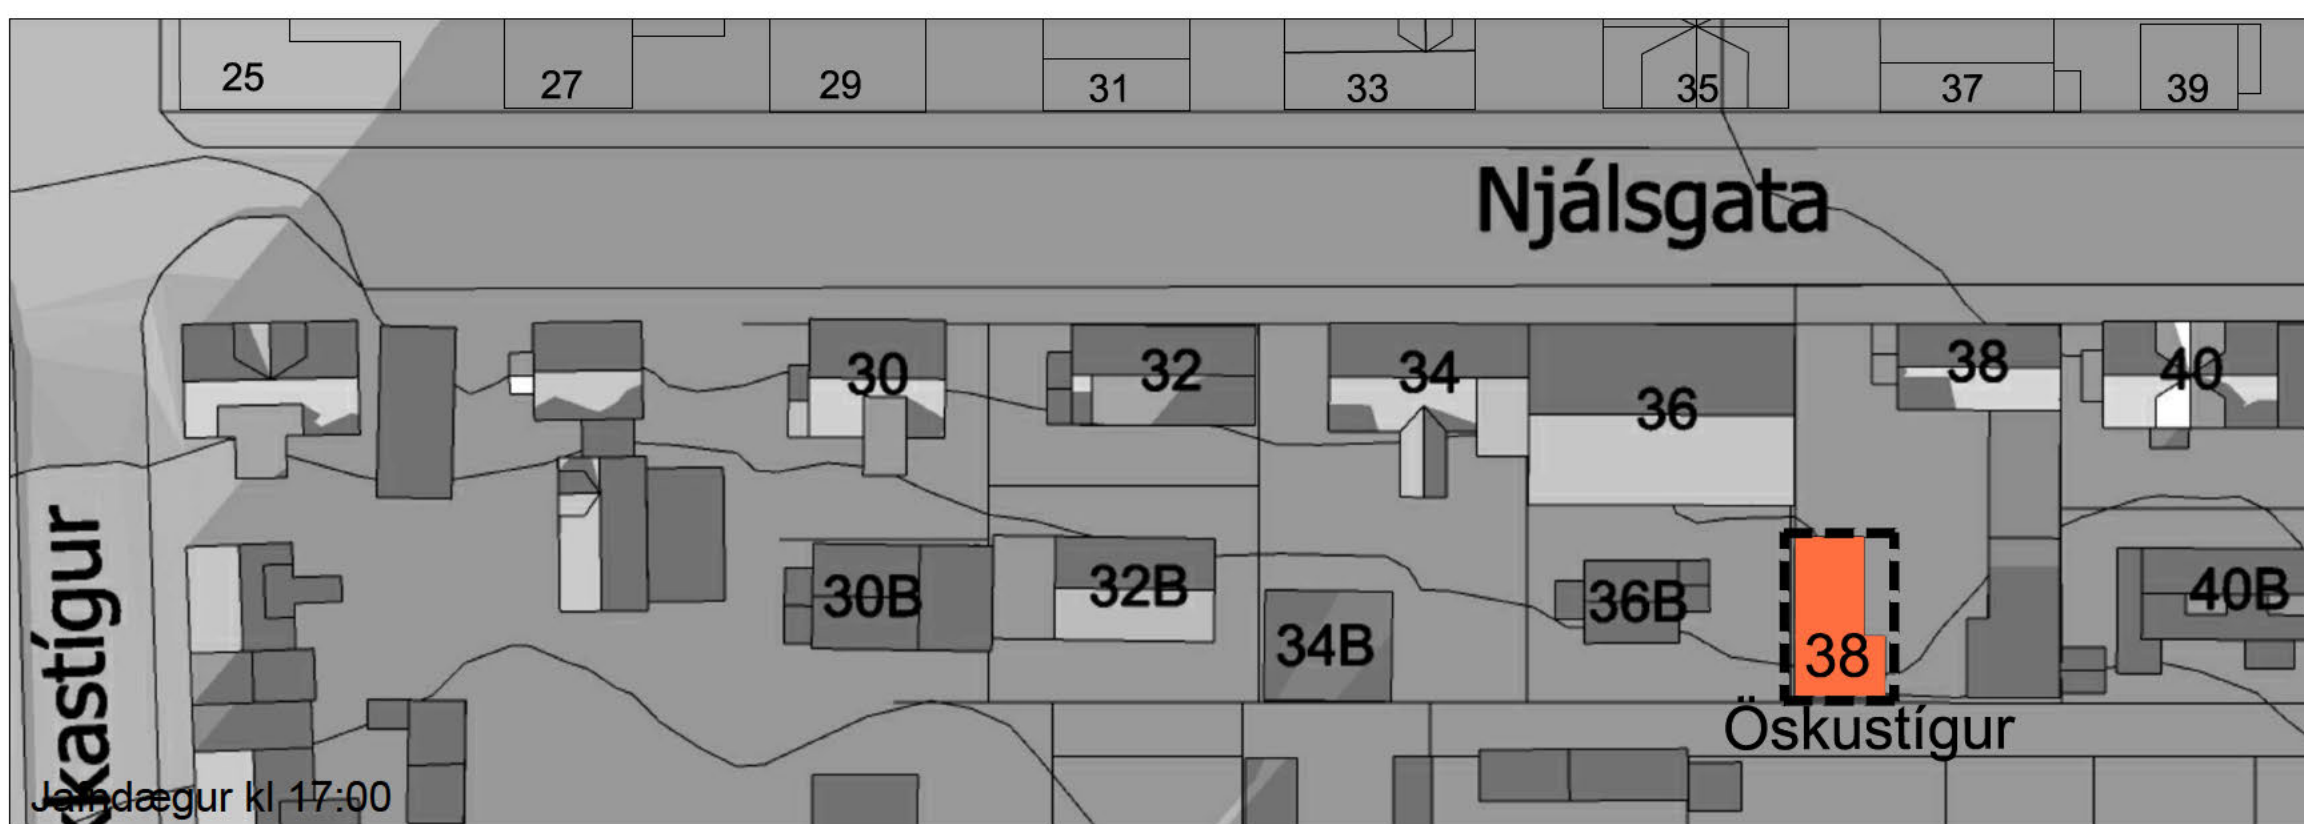 25 27 29 31 33 35 37 39
Njálsgata
30 32 34 36 38 40
30B 32B 34B 36B 38 40B
Öskustígur
kastígur
Jafndægur kl 17:00